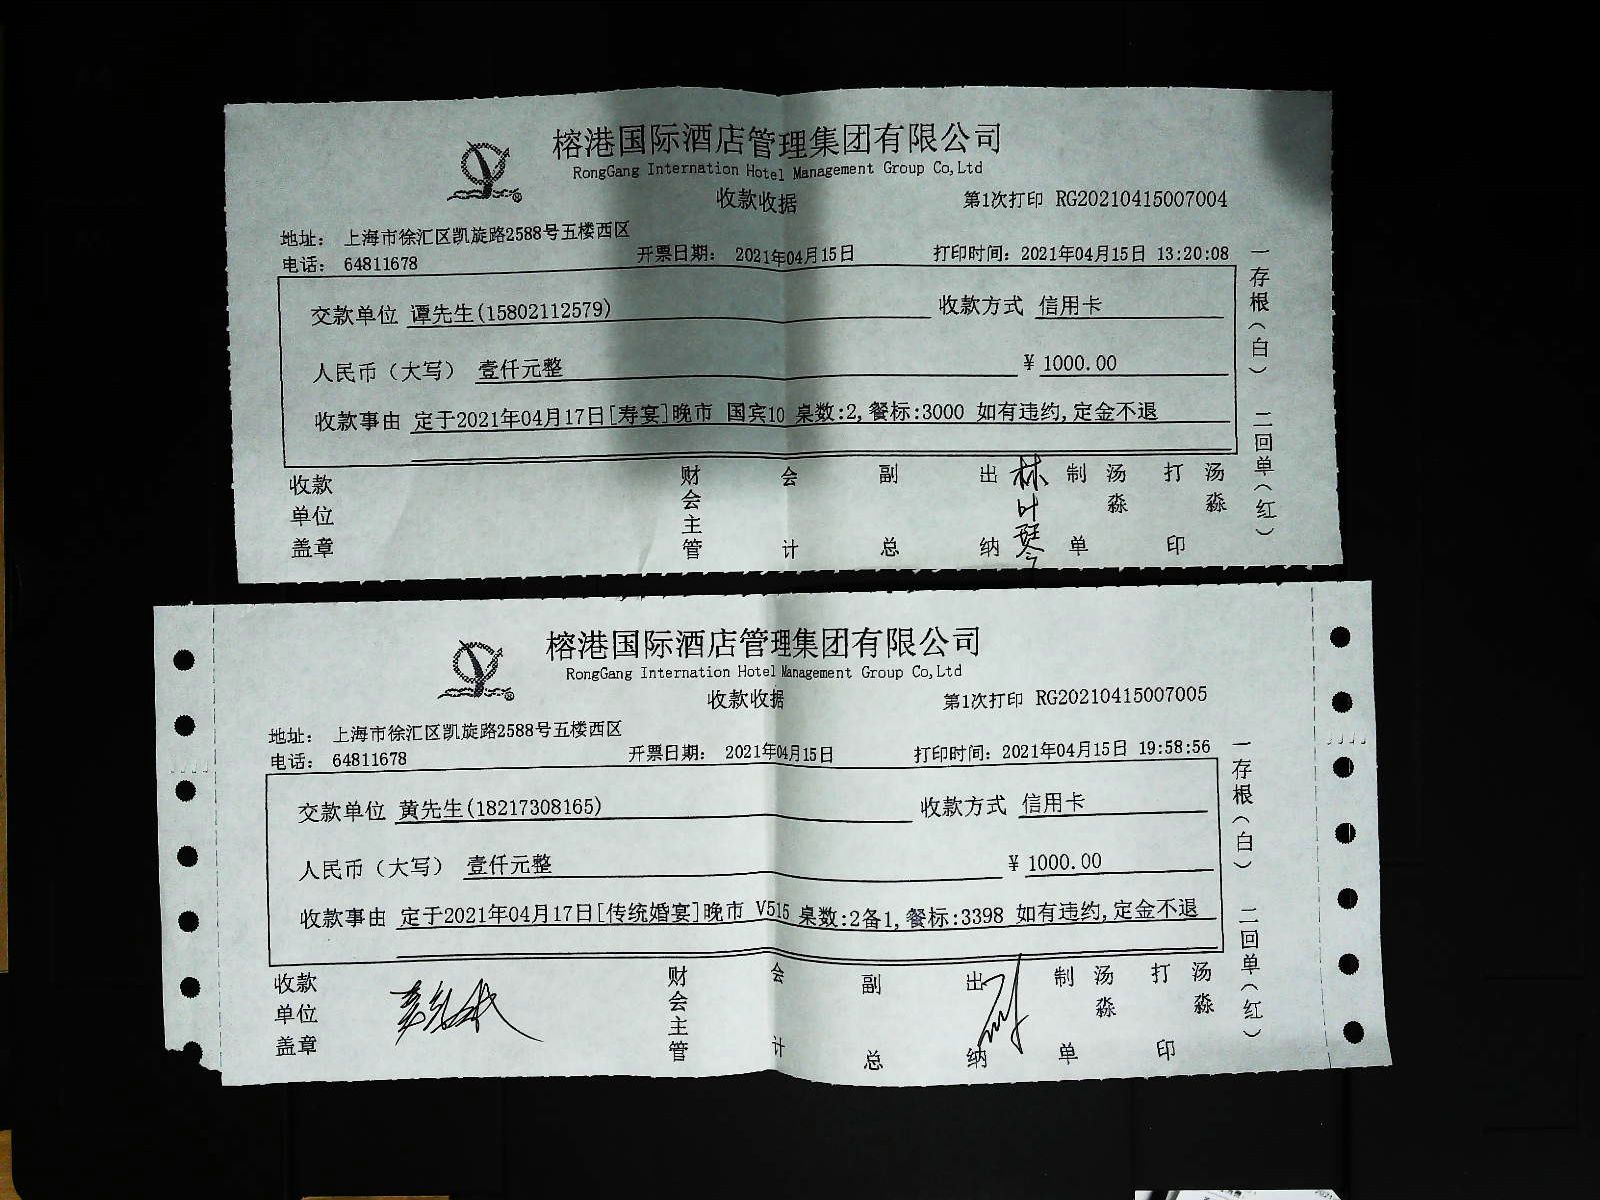 榕港国际酒店管理集团有限公司
RongGang Internation Hotel Management Group Co,Ltd
收款收据 第1次打印 RG20210415007004
地址： 上海市徐汇区凯旋路2588号五楼西区
电话： 64811678 开票日期： 2021年04月15日 打印时间：2021年04月15日 13:20:08
交款单位 谭先生(15802112579) 收款方式 信用卡
人民币（大写） 壹仟元整 ¥ 1000.00
收款事由 定于2021年04月17日[寿宴]晚市 国宾10 桌数:2,餐标:3000 如有违约,定金不退
收款单位盖章 财会主管 会计 副总 出纳 林叶琴 制单 汤淼 打印 汤淼
一存根（白） 二回单（红）
榕港国际酒店管理集团有限公司
RongGang Internation Hotel Management Group Co,Ltd
收款收据 第1次打印 RG20210415007005
地址： 上海市徐汇区凯旋路2588号五楼西区
电话： 64811678 开票日期： 2021年04月15日 打印时间：2021年04月15日 19:58:56
交款单位 黄先生(18217308165) 收款方式 信用卡
人民币（大写） 壹仟元整 ¥ 1000.00
收款事由 定于2021年04月17日[传统婚宴]晚市 V515 桌数:2备1,餐标:3398 如有违约,定金不退
收款单位盖章 财会主管 会计 副总 出纳 制单 汤淼 打印 汤淼
一存根（白） 二回单（红）